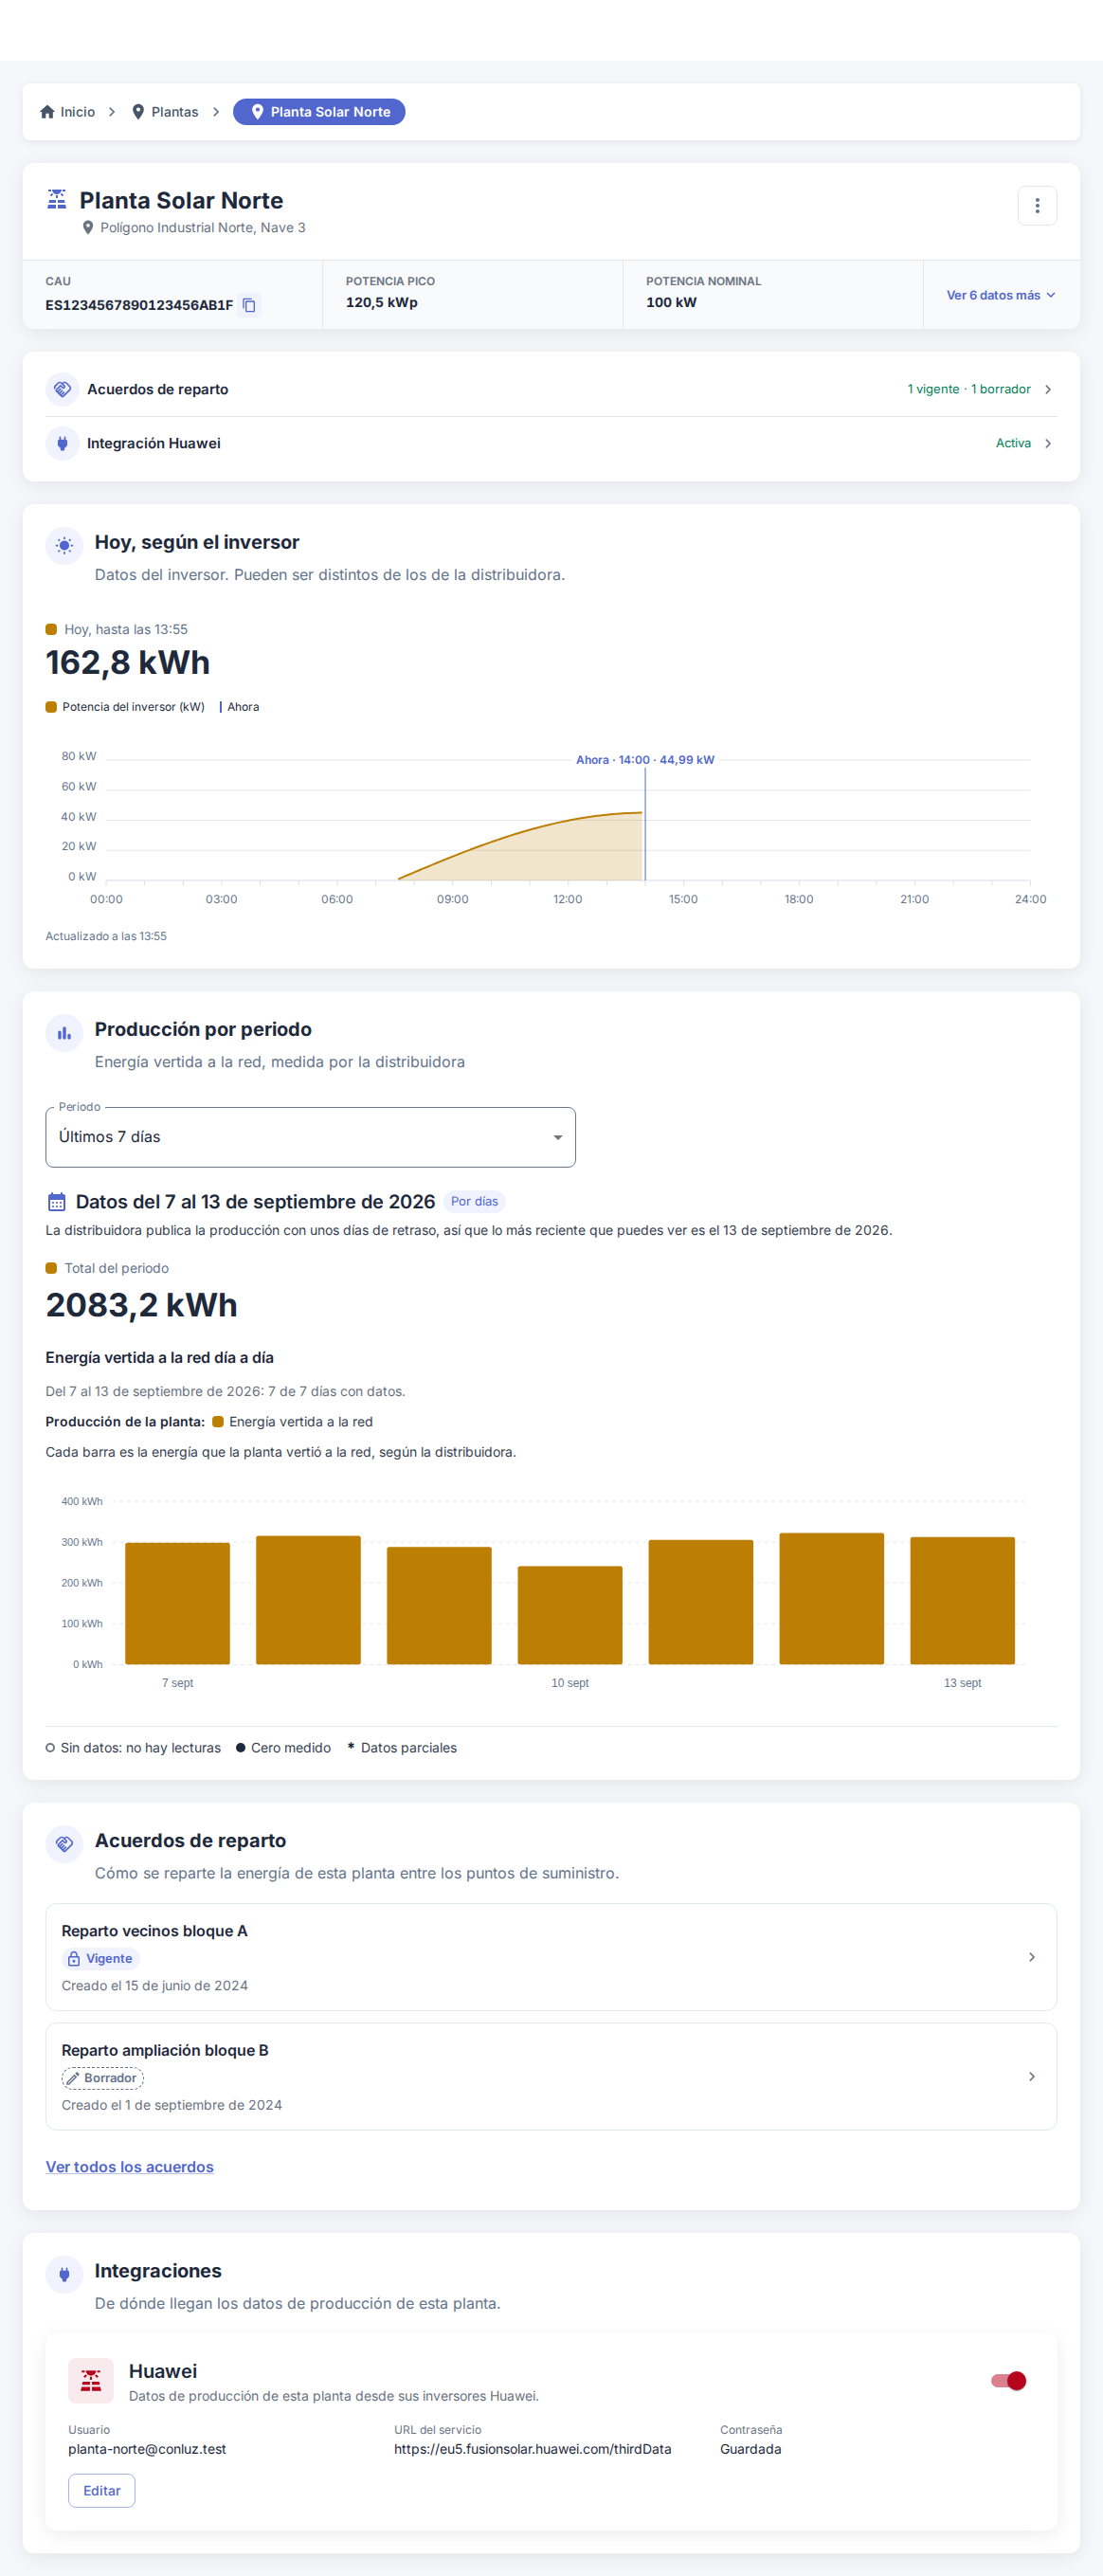 Inicio
Plantas
Planta Solar Norte
Planta Solar Norte
Polígono Industrial Norte, Nave 3
CAU
ES1234567890123456AB1F
POTENCIA PICO
120,5 kWp
POTENCIA NOMINAL
100 kW
Ver 6 datos más
Acuerdos de reparto
1 vigente · 1 borrador
Integración Huawei
Activa
Hoy, según el inversor
Datos del inversor. Pueden ser distintos de los de la distribuidora.
Hoy, hasta las 13:55
162,8 kWh
Potencia del inversor (kW)
Ahora
Ahora · 14:00 · 44,99 kW
80 kW
60 kW
40 kW
20 kW
0 kW
00:00
03:00
06:00
09:00
12:00
15:00
18:00
21:00
24:00
Actualizado a las 13:55
Producción por periodo
Energía vertida a la red, medida por la distribuidora
Periodo
Últimos 7 días
Datos del 7 al 13 de septiembre de 2026
Por días
La distribuidora publica la producción con unos días de retraso, así que lo más reciente que puedes ver es el 13 de septiembre de 2026.
Total del periodo
2083,2 kWh
Energía vertida a la red día a día
Del 7 al 13 de septiembre de 2026: 7 de 7 días con datos.
Producción de la planta: Energía vertida a la red
Cada barra es la energía que la planta vertió a la red, según la distribuidora.
400 kWh
300 kWh
200 kWh
100 kWh
0 kWh
7 sept
10 sept
13 sept
Sin datos: no hay lecturas
Cero medido
* Datos parciales
Acuerdos de reparto
Cómo se reparte la energía de esta planta entre los puntos de suministro.
Reparto vecinos bloque A
Vigente
Creado el 15 de junio de 2024
Reparto ampliación bloque B
Borrador
Creado el 1 de septiembre de 2024
Ver todos los acuerdos
Integraciones
De dónde llegan los datos de producción de esta planta.
Huawei
Datos de producción de esta planta desde sus inversores Huawei.
Usuario
planta-norte@conluz.test
URL del servicio
https://eu5.fusionsolar.huawei.com/thirdData
Contraseña
Guardada
Editar